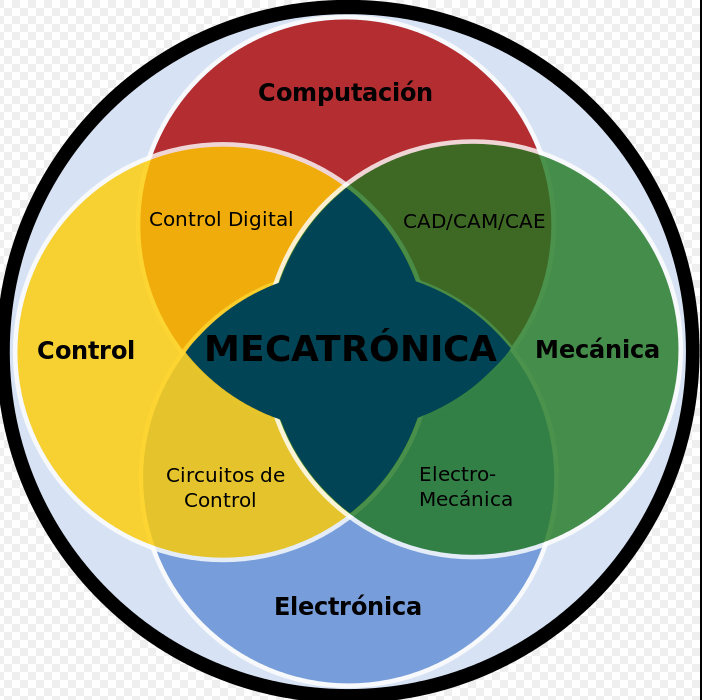 Computación
Control Digital
CAD/CAM/CAE
Control
MECATRÓNICA
Mecánica
Circuitos de
Control
Electro-
Mecánica
Electrónica